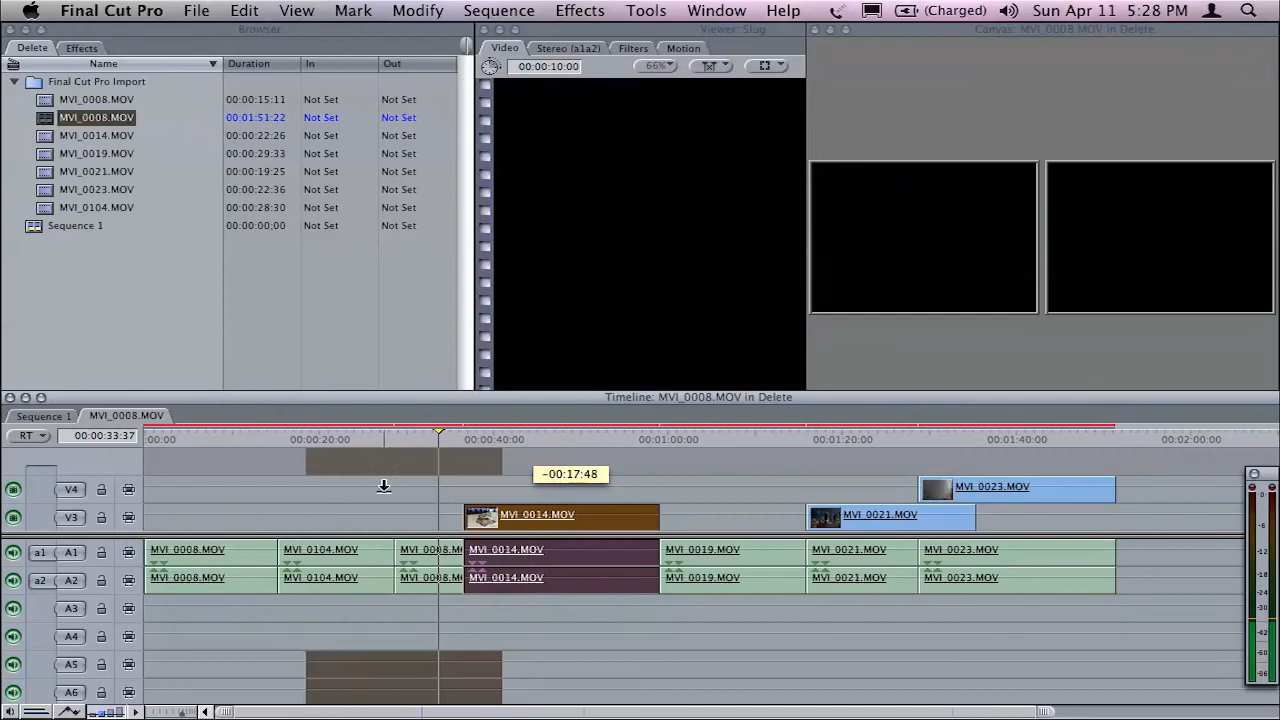 Final Cut Pro File Edit View Mark Modify Sequence Effects Tools Window Help (Charged) Sun Apr 11 5:28 PM
Browser
Viewer: Slug
Canvas: MVI_0008.MOV in Delete
Delete Effects
Video Stereo (a1a2) Filters Motion
Name Duration In Out
00:00:10:00 66%
Final Cut Pro Import
MVI_0008.MOV 00:00:15:11 Not Set Not Set
MVI_0008.MOV 00:01:51:22 Not Set Not Set
MVI_0014.MOV 00:00:22:26 Not Set Not Set
MVI_0019.MOV 00:00:29:33 Not Set Not Set
MVI_0021.MOV 00:00:19:25 Not Set Not Set
MVI_0023.MOV 00:00:22:36 Not Set Not Set
MVI_0104.MOV 00:00:28:30 Not Set Not Set
Sequence 1 00:00:00;00 Not Set Not Set
Timeline: MVI_0008.MOV in Delete
Sequence 1 MVI_0008.MOV
RT 00:00:33:37 00:00 00:00:20:00 00:00:40:00 00:01:00:00 00:01:20:00 00:01:40:00 00:02:00:00
-00:17:48
V4 MVI_0023.MOV
V3 MVI_0014.MOV MVI_0021.MOV
a1 A1 MVI_0008.MOV MVI_0104.MOV MVI_0008.M MVI_0014.MOV MVI_0019.MOV MVI_0021.MOV MVI_0023.MOV
a2 A2 MVI_0008.MOV MVI_0104.MOV MVI_0008.M MVI_0014.MOV MVI_0019.MOV MVI_0021.MOV MVI_0023.MOV
A3
A4
A5
A6
0
-6
-12
-18
-24
-30
-42
-60
-96